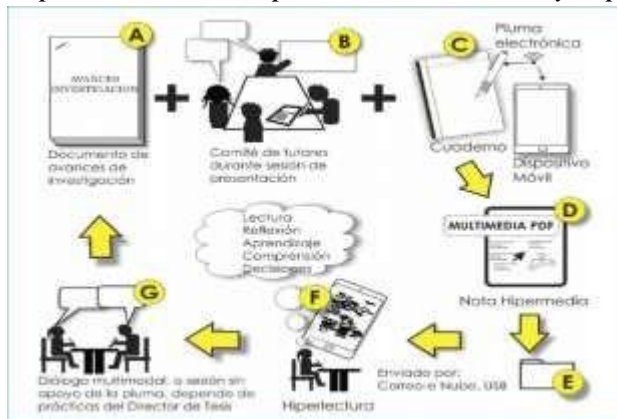 A
AVANCES
INVESTIGACION
Documento de
avances de
investigación
B
Comité de tutores
durante sesión de
presentación
C
Pluma
electrónica
Cuaderno
Dispositivo
Móvil
D
MULTIMEDIA PDF
Nota Hipermedia
E
Enviado por:
Correo-e Nube, USB
F
Hiperlectura
Lectura
Reflexión
Aprendizaje
Comprensión
Decisiones
G
Diálogo multimodal, o sesión sin
apoyo de la pluma, depende de
prácticas del Director de Tesis